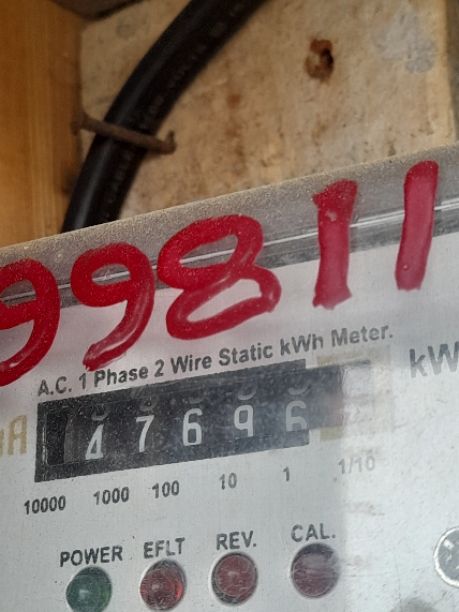 99811
A.C. 1 Phase 2 Wire Static kWh Meter.
kW
A
47696
10000 1000 100 10 1 1/10
POWER EFLT REV. CAL.